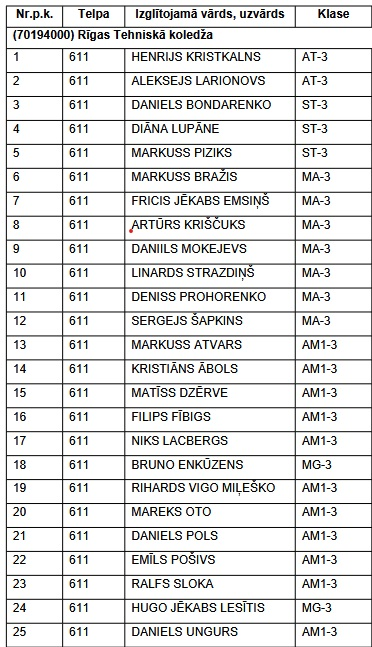 Nr.p.k. Telpa Izglītojamā vārds, uzvārds Klase
(70194000) Rīgas Tehniskā koledža
1 611 HENRIJS KRISTKALNS AT-3
2 611 ALEKSEJS LARIONOVS AT-3
3 611 DANIELS BONDARENKO ST-3
4 611 DIĀNA LUPĀNE ST-3
5 611 MARKUSS PIZIKS ST-3
6 611 MARKUSS BRAŽIS MA-3
7 611 FRICIS JĒKABS EMSIŅŠ MA-3
8 611 ARTŪRS KRIŠČUKS MA-3
9 611 DANIILS MOKEJEVS MA-3
10 611 LINARDS STRAZDIŅŠ MA-3
11 611 DENISS PROHORENKO MA-3
12 611 SERGEJS ŠAPKINS MA-3
13 611 MARKUSS ATVARS AM1-3
14 611 KRISTIĀNS ĀBOLS AM1-3
15 611 MATĪSS DZĒRVE AM1-3
16 611 FILIPS FĪBIGS AM1-3
17 611 NIKS LACBERGS AM1-3
18 611 BRUNO ENKŪZENS MG-3
19 611 RIHARDS VIGO MIĻEŠKO AM1-3
20 611 MAREKS OTO AM1-3
21 611 DANIELS POLS AM1-3
22 611 EMĪLS POŠIVS AM1-3
23 611 RALFS SLOKA AM1-3
24 611 HUGO JĒKABS LESĪTIS MG-3
25 611 DANIELS UNGURS AM1-3